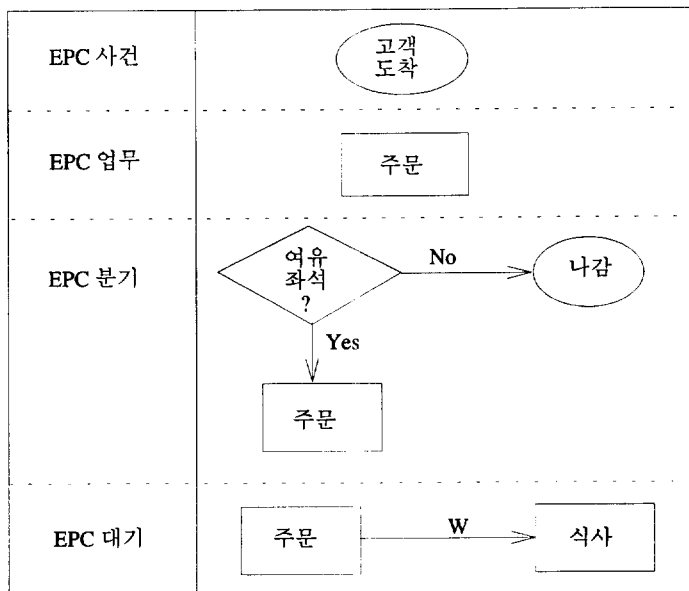 EPC 사건
고객
도착
EPC 업무
주문
EPC 분기
여유
좌석
?
No
나감
Yes
주문
EPC 대기
주문
W
식사